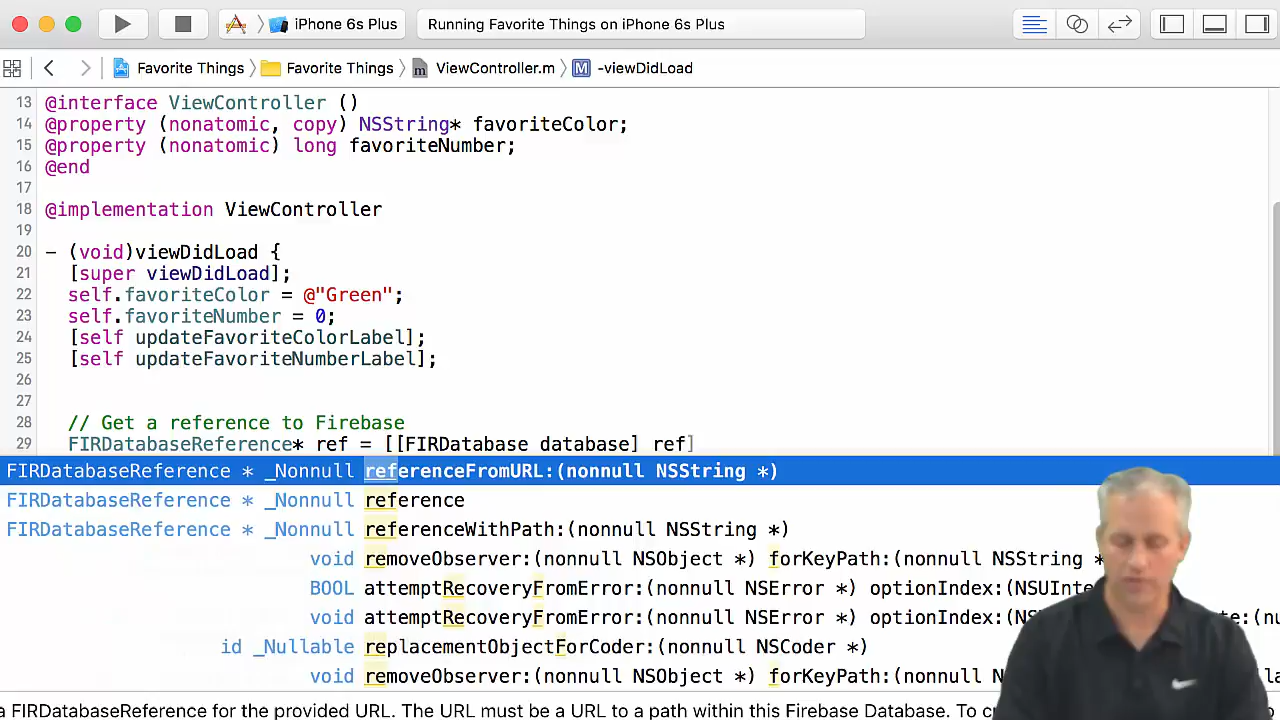 iPhone 6s Plus
Running Favorite Things on iPhone 6s Plus
Favorite Things
Favorite Things
ViewController.m
M -viewDidLoad
13 @interface ViewController ()
14 @property (nonatomic, copy) NSString* favoriteColor;
15 @property (nonatomic) long favoriteNumber;
16 @end
17
18 @implementation ViewController
19
20 - (void)viewDidLoad {
21 [super viewDidLoad];
22 self.favoriteColor = @"Green";
23 self.favoriteNumber = 0;
24 [self updateFavoriteColorLabel];
25 [self updateFavoriteNumberLabel];
26
27
28 // Get a reference to Firebase
29 FIRDatabaseReference* ref = [[FIRDatabase database] ref]
FIRDatabaseReference * _Nonnull referenceFromURL:(nonnull NSString *)
FIRDatabaseReference * _Nonnull reference
FIRDatabaseReference * _Nonnull referenceWithPath:(nonnull NSString *)
void removeObserver:(nonnull NSObject *) forKeyPath:(nonnull NSString *
BOOL attemptRecoveryFromError:(nonnull NSError *) optionIndex:(NSUInte
void attemptRecoveryFromError:(nonnull NSError *) optionIndex:(NS
id _Nullable replacementObjectForCoder:(nonnull NSCoder *)
void removeObserver:(nonnull NSObject *) forKeyPath:(nonnull N
a FIRDatabaseReference for the provided URL. The URL must be a URL to a path within this Firebase Database. To cr